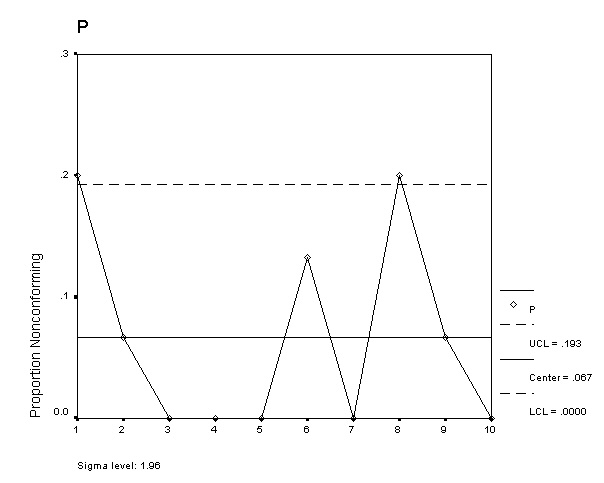 P
.3
.2
.1
0.0
Proportion Nonconforming
1 2 3 4 5 6 7 8 9 10
P
UCL = .193
Center = .067
LCL = .0000
Sigma level: 1.96